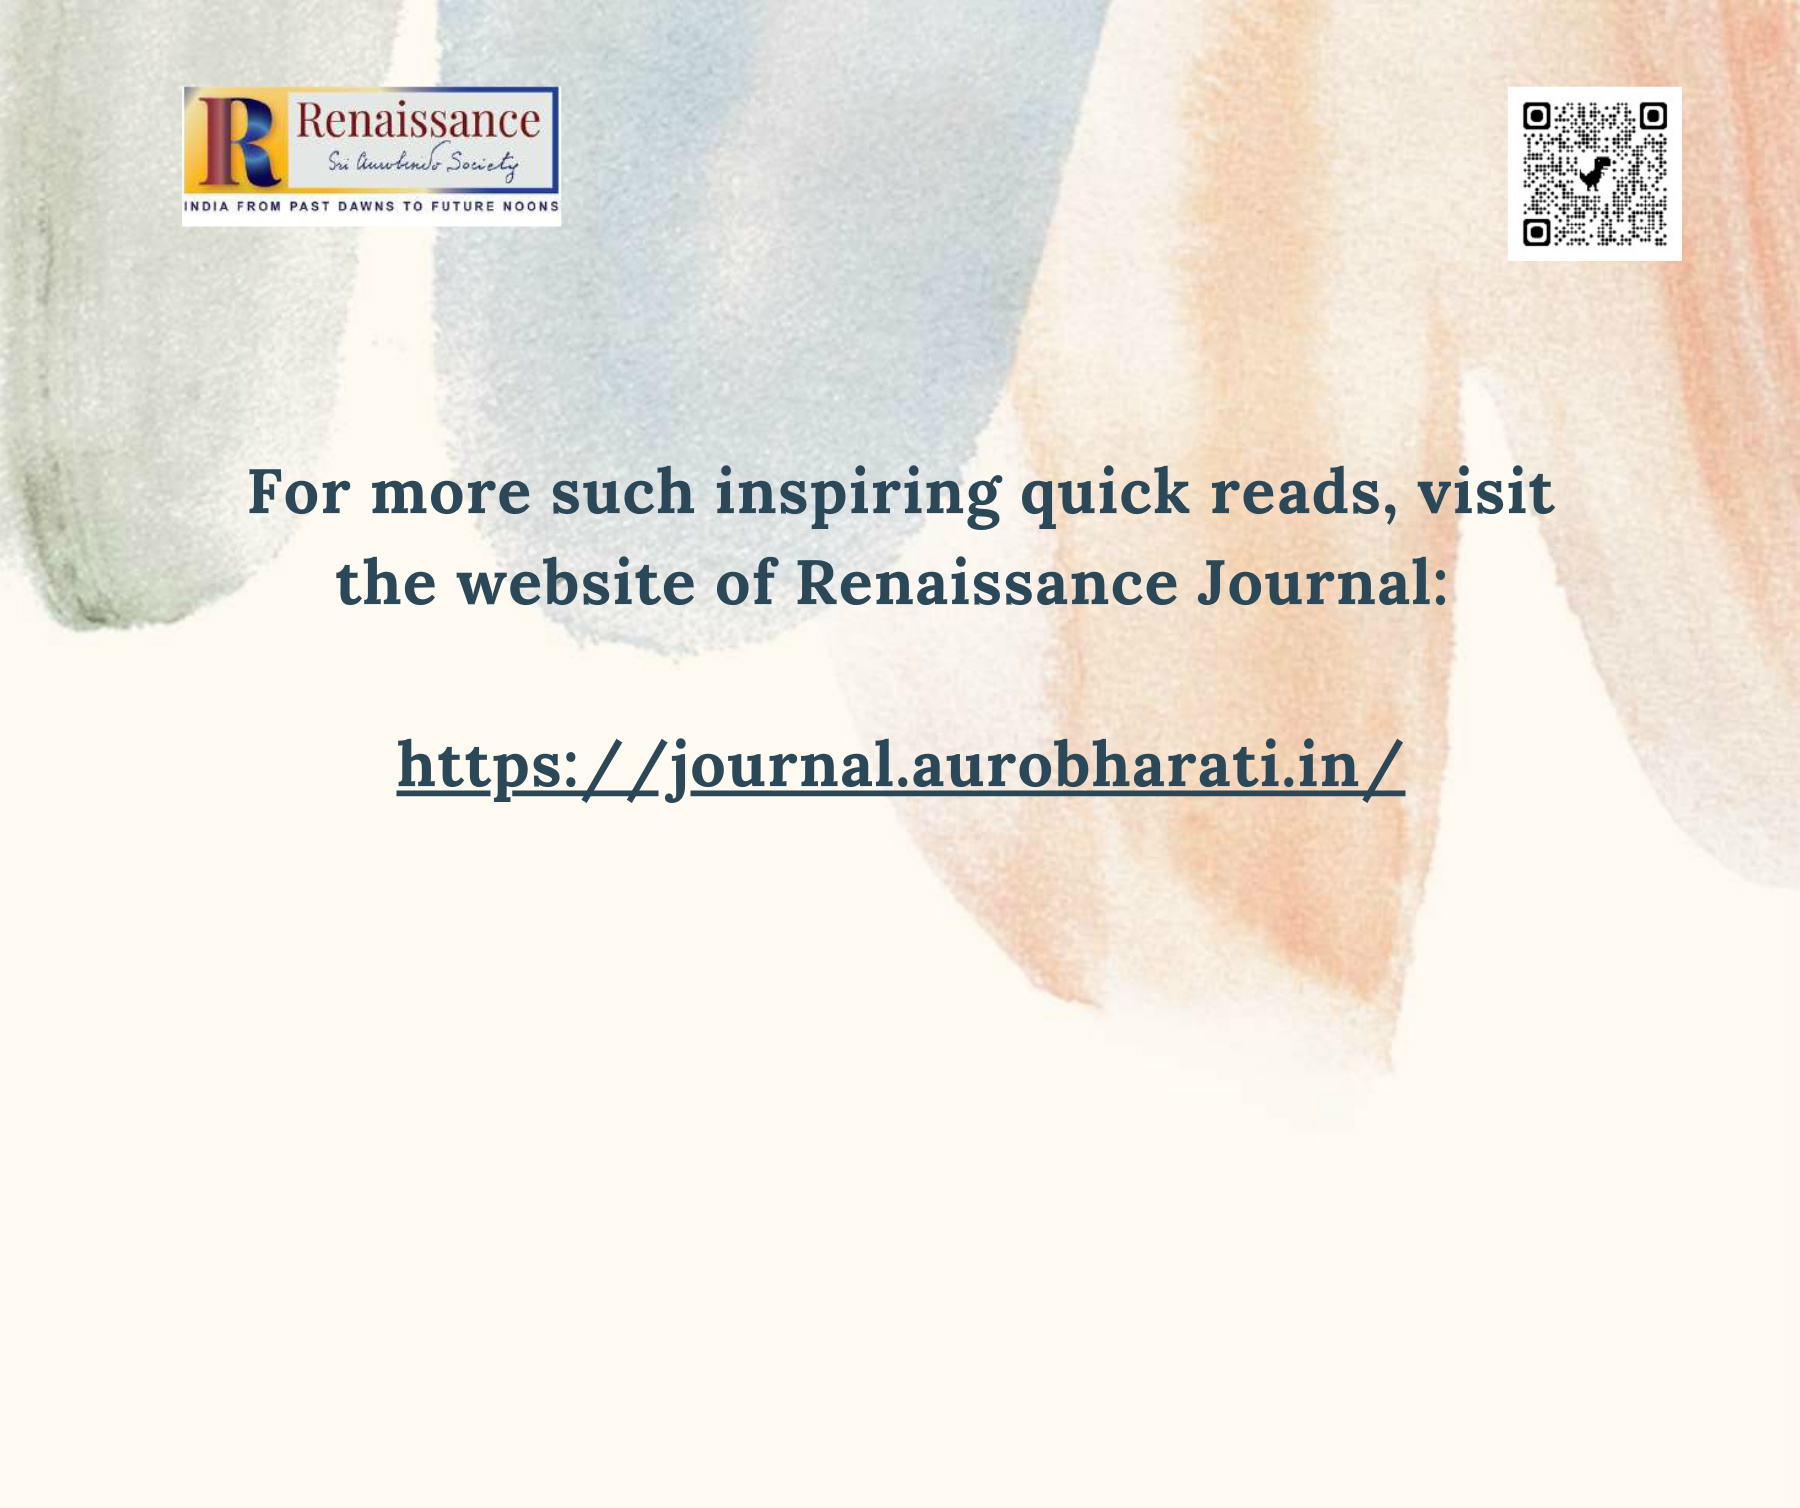 R Renaissance
Sri Aurobindo Society
INDIA FROM PAST DAWNS TO FUTURE NOONS
For more such inspiring quick reads, visit
the website of Renaissance Journal:
https://journal.aurobharati.in/